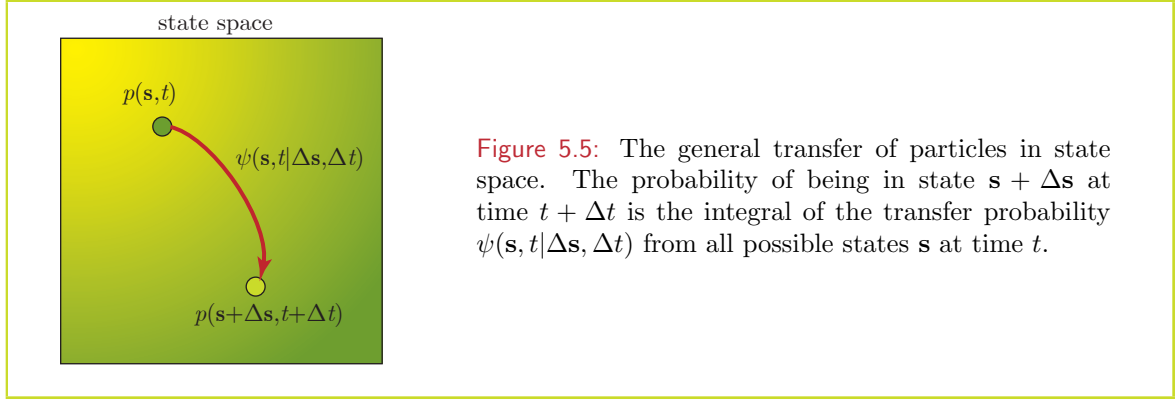 state space
p(s,t)
ψ(s,t|Δs,Δt)
p(s+Δs,t+Δt)
Figure 5.5: The general transfer of particles in state
space. The probability of being in state s + Δs at
time t + Δt is the integral of the transfer probability
ψ(s, t|Δs, Δt) from all possible states s at time t.